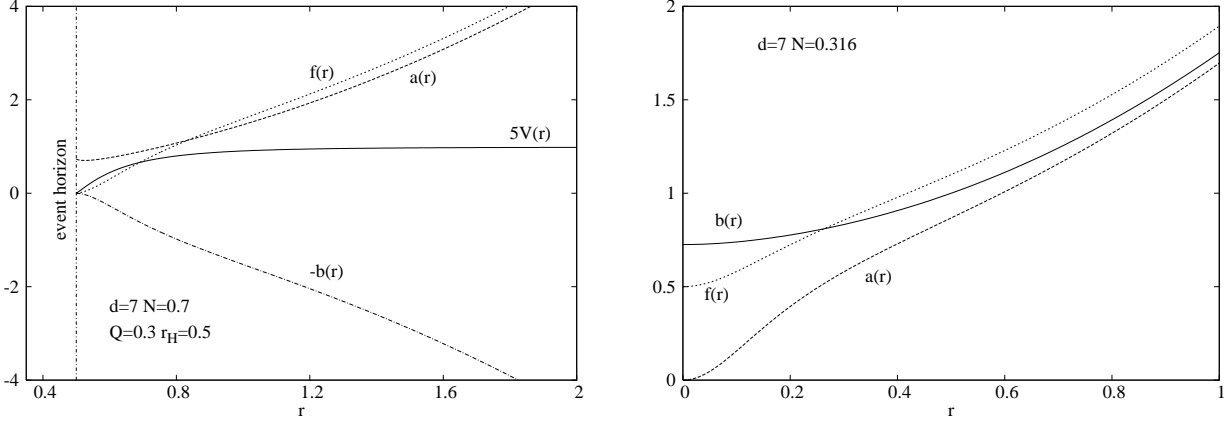 4
2
0
-2
-4
0.4
0.8
1.2
1.6
2
r
event horizon
f(r)
a(r)
5V(r)
-b(r)
d=7 N=0.7
Q=0.3 r_H=0.5
2
1.5
1
0.5
0
0
0.2
0.4
0.6
0.8
1
r
d=7 N=0.316
b(r)
f(r)
a(r)